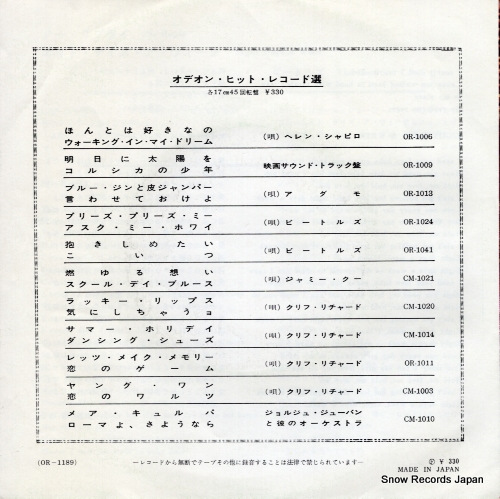 オデオン・ヒット・レコード選
各17㎝45回転盤 ¥330
ほんとは好きなの
ウォーキング・イン・マイ・ドリーム
(唄) ヘレン・シャピロ OR-1006
明日に太陽を
コルシカの少年
映画サウンド・トラック盤 OR-1009
ブルー・ジンと皮ジャンパー
言わせておけよ
(唄) アダモ OR-1013
プリーズ・プリーズ・ミー
アスク・ミー・ホワイ
(唄) ビートルズ OR-1024
抱きしめたい
こいつ
(唄) ビートルズ OR-1041
燃ゆる想い
スクール・デイ・ブルース
(唄) ジャミー・クー CM-1021
ラッキー・リップス
気にしちゃうョ
(唄) クリフ・リチャード CM-1020
サマー・ホリデイ
ダンシング・シューズ
(唄) クリフ・リチャード CM-1014
レッツ・メイク・メモリー
恋のゲーム
(唄) クリフ・リチャード OR-1011
ヤング・ワン
恋のワルツ
(唄) クリフ・リチャード CM-1003
メア・キュルパ
ローマよ、さようなら
ジョルジュ・ジューバン
と彼のオーケストラ CM-1010
(OR-1189)
—レコードから無断でテープその他に録音することは法律で禁じられています—
Ⓟ ¥ 330
MADE IN JAPAN
Snow Records Japan